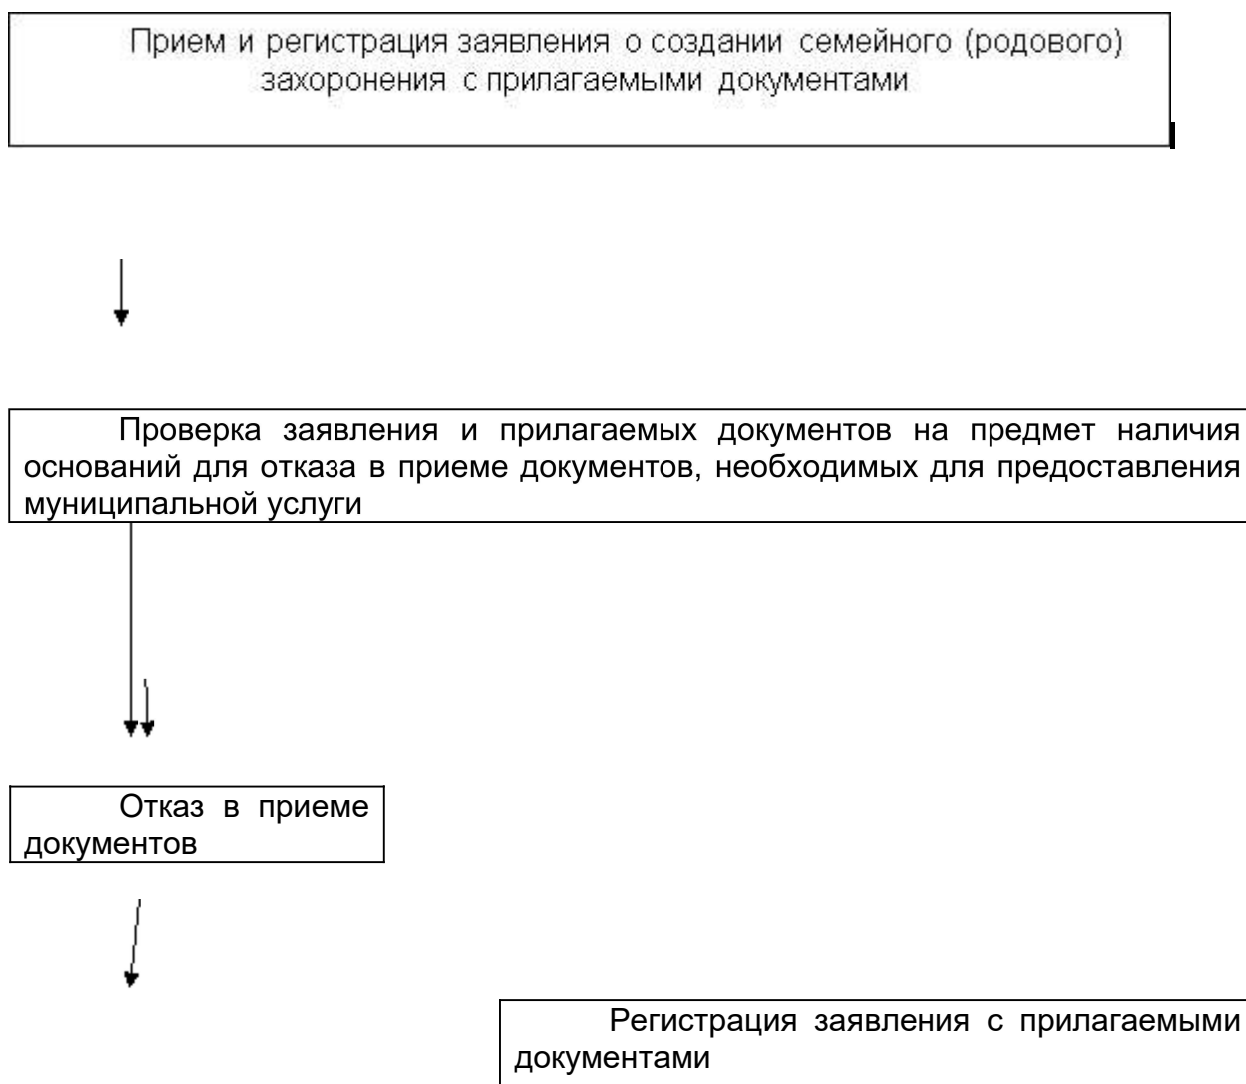 Прием и регистрация заявления о создании семейного (родового)
захоронения с прилагаемыми документами
Проверка заявления и прилагаемых документов на предмет наличия
оснований для отказа в приеме документов, необходимых для предоставления
муниципальной услуги
Отказ в приеме
документов
Регистрация заявления с прилагаемыми
документами